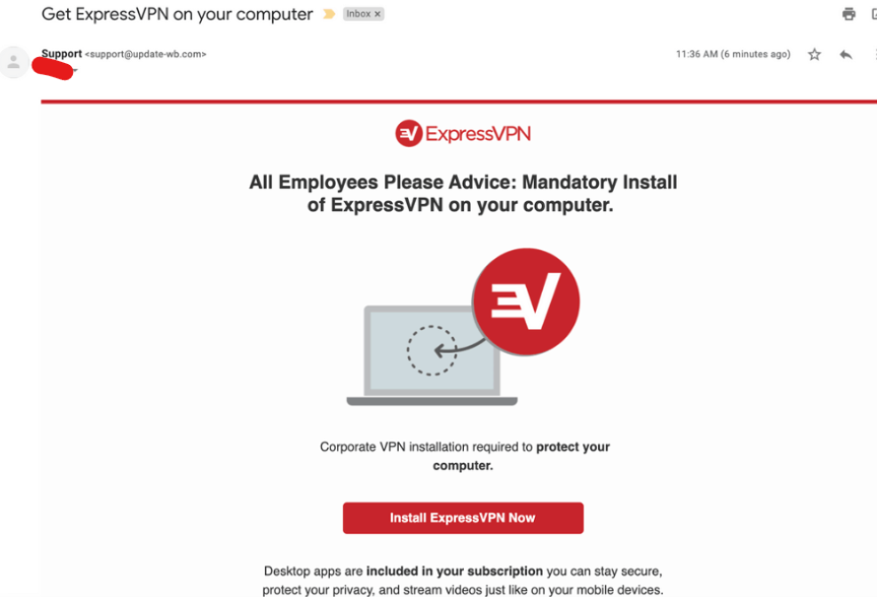 Get ExpressVPN on your computer Inbox x
Support <support@update-wb.com> 11:36 AM (6 minutes ago)
ExpressVPN
All Employees Please Advice: Mandatory Install
of ExpressVPN on your computer.
Corporate VPN installation required to protect your
computer.
Install ExpressVPN Now
Desktop apps are included in your subscription you can stay secure,
protect your privacy, and stream videos just like on your mobile devices.